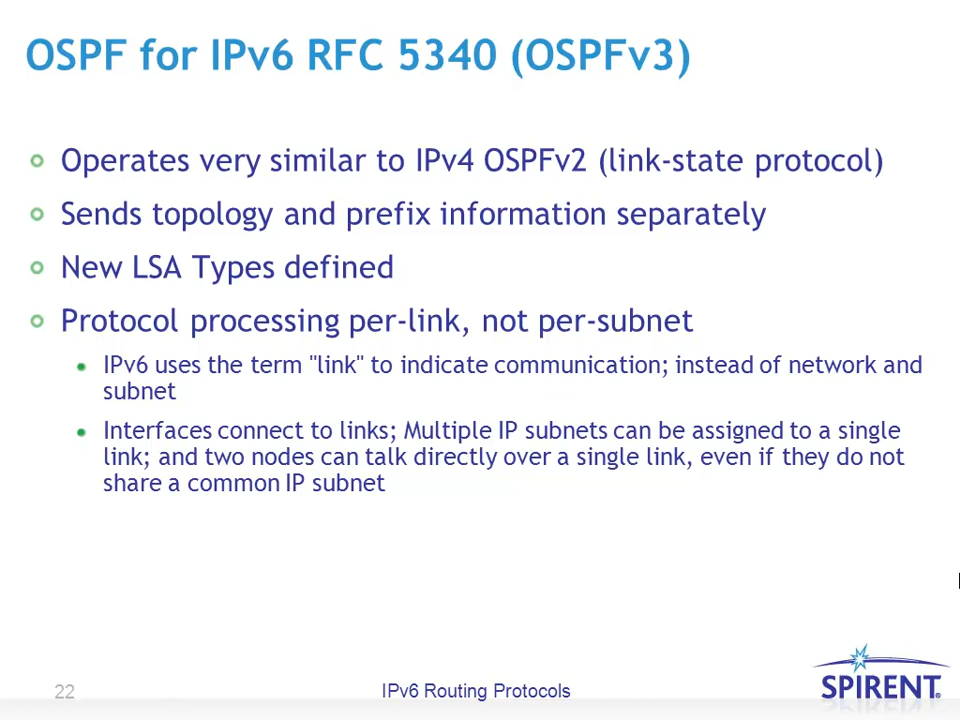 OSPF for IPv6 RFC 5340 (OSPFv3)
Operates very similar to IPv4 OSPFv2 (link-state protocol)
Sends topology and prefix information separately
New LSA Types defined
Protocol processing per-link, not per-subnet
IPv6 uses the term "link" to indicate communication; instead of network and
subnet
Interfaces connect to links; Multiple IP subnets can be assigned to a single
link; and two nodes can talk directly over a single link, even if they do not
share a common IP subnet
22
IPv6 Routing Protocols
SPIRENT®